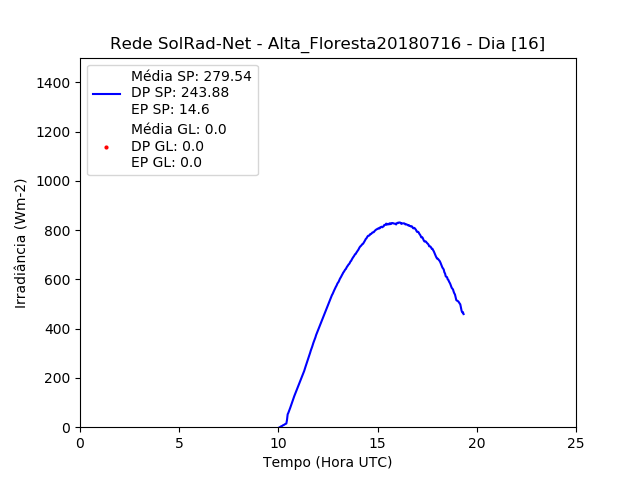 Rede SolRad-Net - Alta_Floresta20180716 - Dia [16]
Média SP: 279.54
DP SP: 243.88
EP SP: 14.6
Média GL: 0.0
DP GL: 0.0
EP GL: 0.0
1400
1200
1000
800
600
400
200
0
Irradiância (Wm-2)
0 5 10 15 20 25
Tempo (Hora UTC)